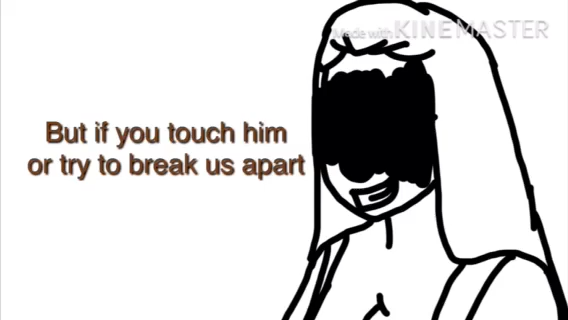 Made with KINEMASTER
But if you touch him
or try to break us apart